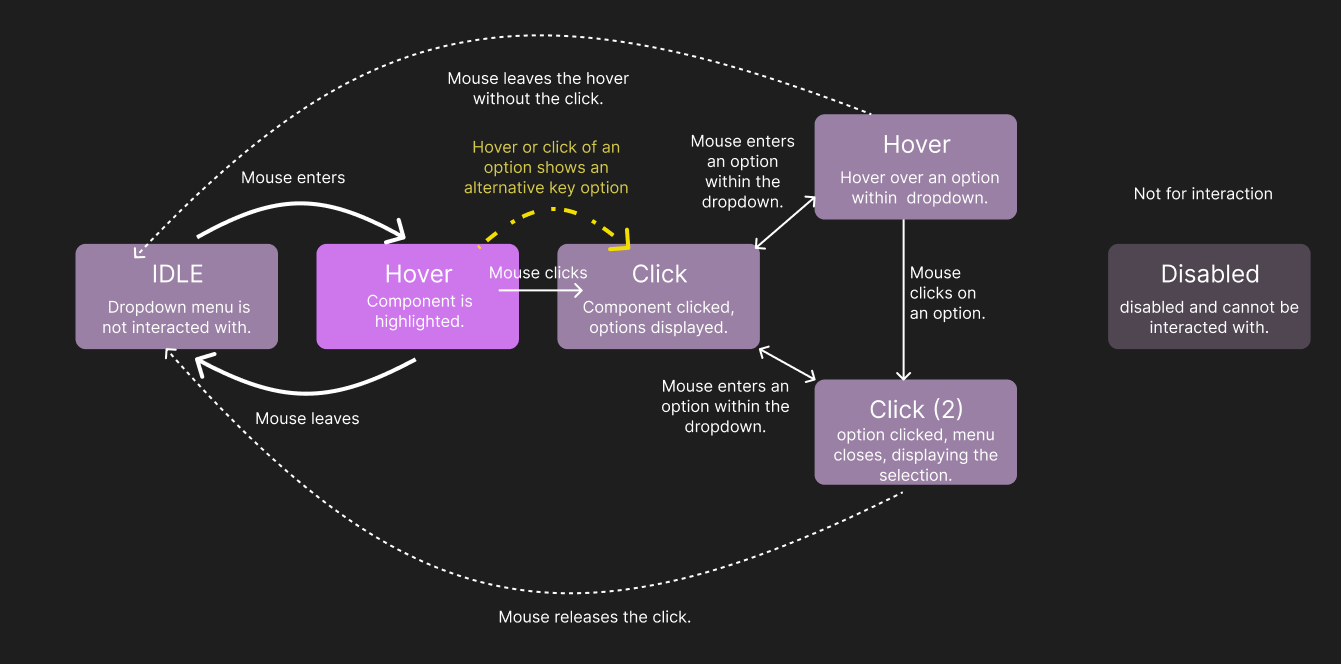 Mouse leaves the hover
without the click.
Hover or click of an
option shows an
alternative key option
Mouse enters
an option
within the
dropdown.
Hover
Hover over an option
within dropdown.
Not for interaction
Mouse enters
IDLE
Dropdown menu is
not interacted with.
Hover
Component is
highlighted.
Mouse clicks
Click
Component clicked,
options displayed.
Mouse
clicks on
an option.
Disabled
disabled and cannot be
interacted with.
Mouse leaves
Mouse enters an
option within the
dropdown.
Click (2)
option clicked, menu
closes, displaying the
selection.
Mouse releases the click.